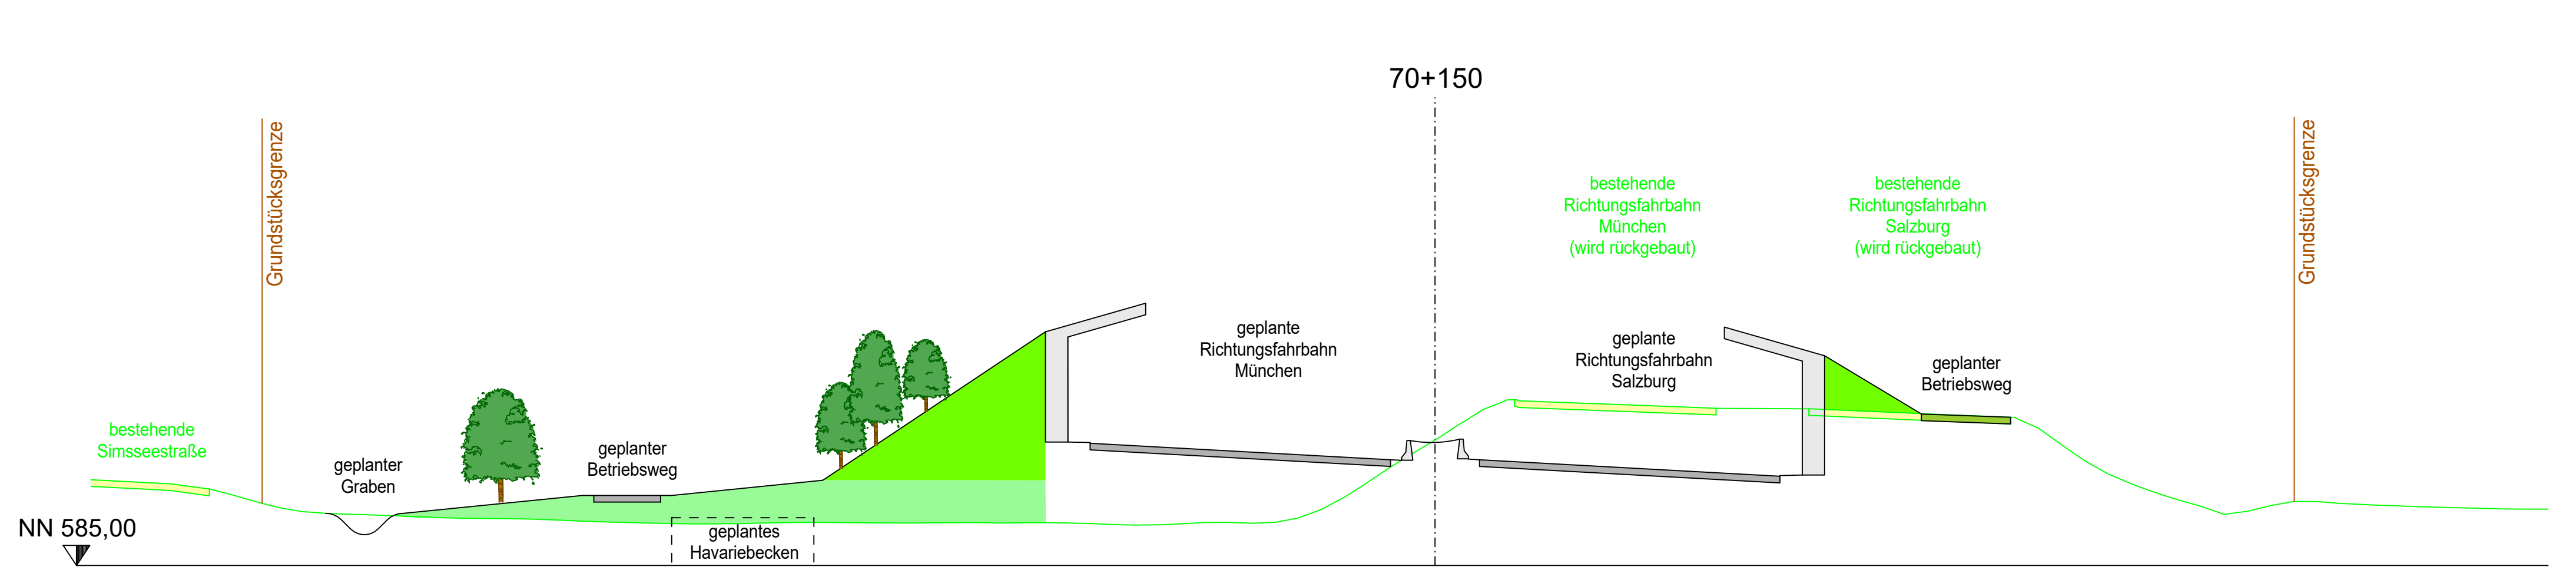 70+150
Grundstücksgrenze
Grundstücksgrenze
bestehende
Richtungsfahrbahn
München
(wird rückgebaut)
bestehende
Richtungsfahrbahn
Salzburg
(wird rückgebaut)
geplante
Richtungsfahrbahn
München
geplante
Richtungsfahrbahn
Salzburg
geplanter
Betriebsweg
bestehende
Simsseestraße
geplanter
Graben
geplanter
Betriebsweg
NN 585,00
geplantes
Havariebecken